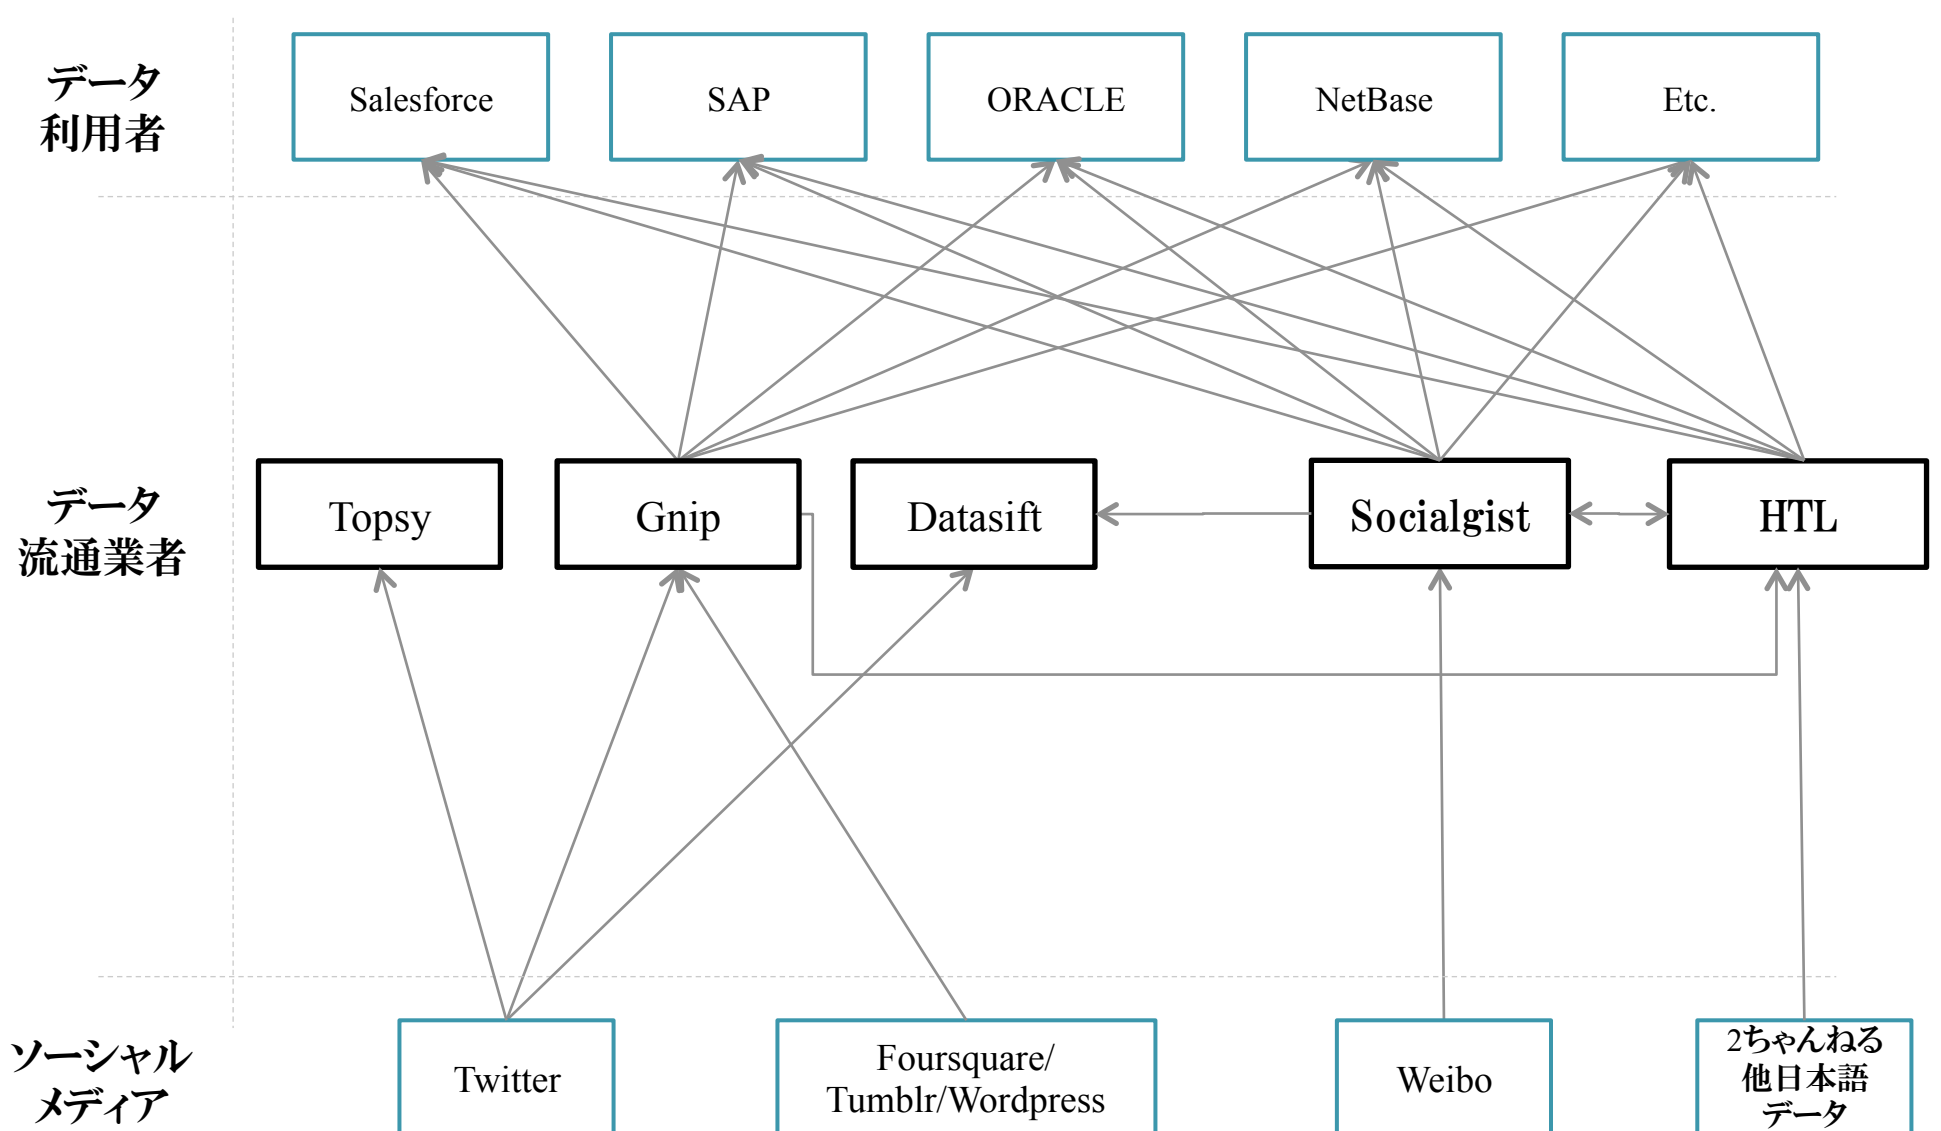 データ
利用者
Salesforce
SAP
ORACLE
NetBase
Etc.
データ
流通業者
Topsy
Gnip
Datasift
Socialgist
HTL
ソーシャル
メディア
Twitter
Foursquare/
Tumblr/Wordpress
Weibo
2ちゃんねる
他日本語
データ